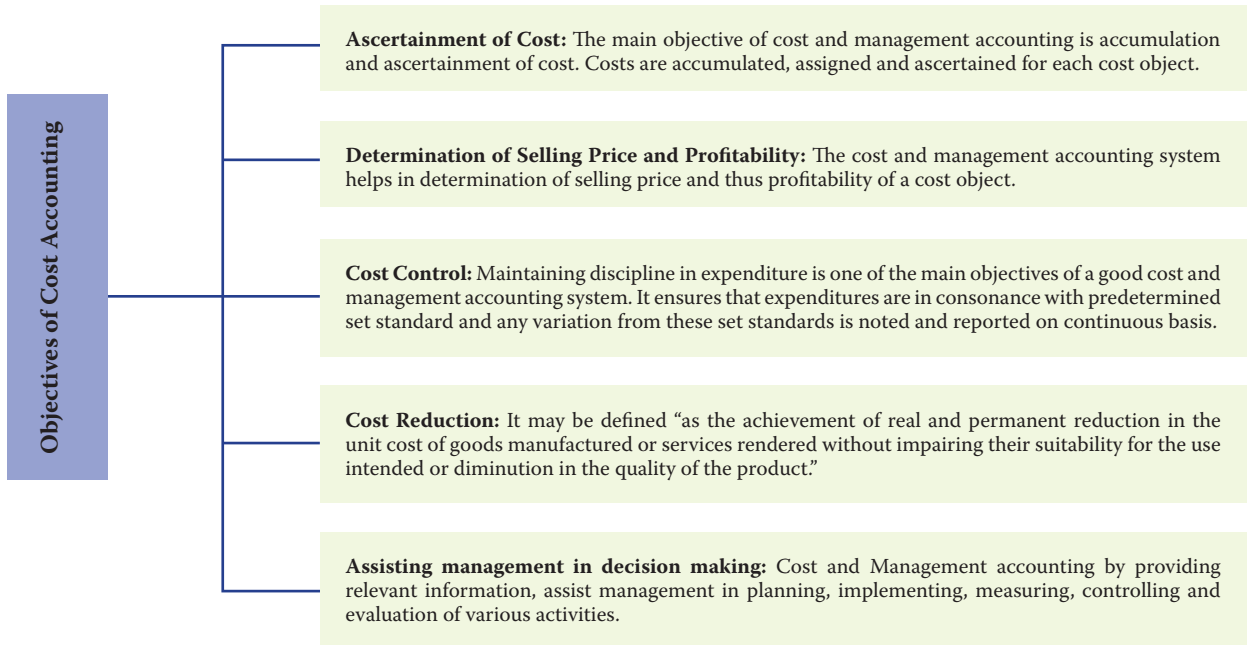 Objectives of Cost Accounting
Ascertainment of Cost: The main objective of cost and management accounting is accumulation
and ascertainment of cost. Costs are accumulated, assigned and ascertained for each cost object.
Determination of Selling Price and Profitability: The cost and management accounting system
helps in determination of selling price and thus profitability of a cost object.
Cost Control: Maintaining discipline in expenditure is one of the main objectives of a good cost and
management accounting system. It ensures that expenditures are in consonance with predetermined
set standard and any variation from these set standards is noted and reported on continuous basis.
Cost Reduction: It may be defined “as the achievement of real and permanent reduction in the
unit cost of goods manufactured or services rendered without impairing their suitability for the use
intended or diminution in the quality of the product.”
Assisting management in decision making: Cost and Management accounting by providing
relevant information, assist management in planning, implementing, measuring, controlling and
evaluation of various activities.